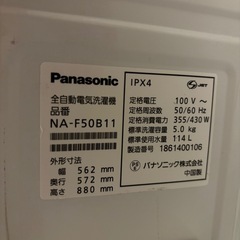 Panasonic
全自動電気洗濯機
品番
NA-F50B11
外形寸法
幅 562 mm
奥行 572 mm
高さ 880 mm
IPX4
JET
定格電圧 100 V ～
定格周波数 50/60 Hz
定格消費電力 355/430 W
標準洗濯容量 5.0 kg
標準使用水量 114 L
製造番号 1861400106
パナソニック株式会社
中国製